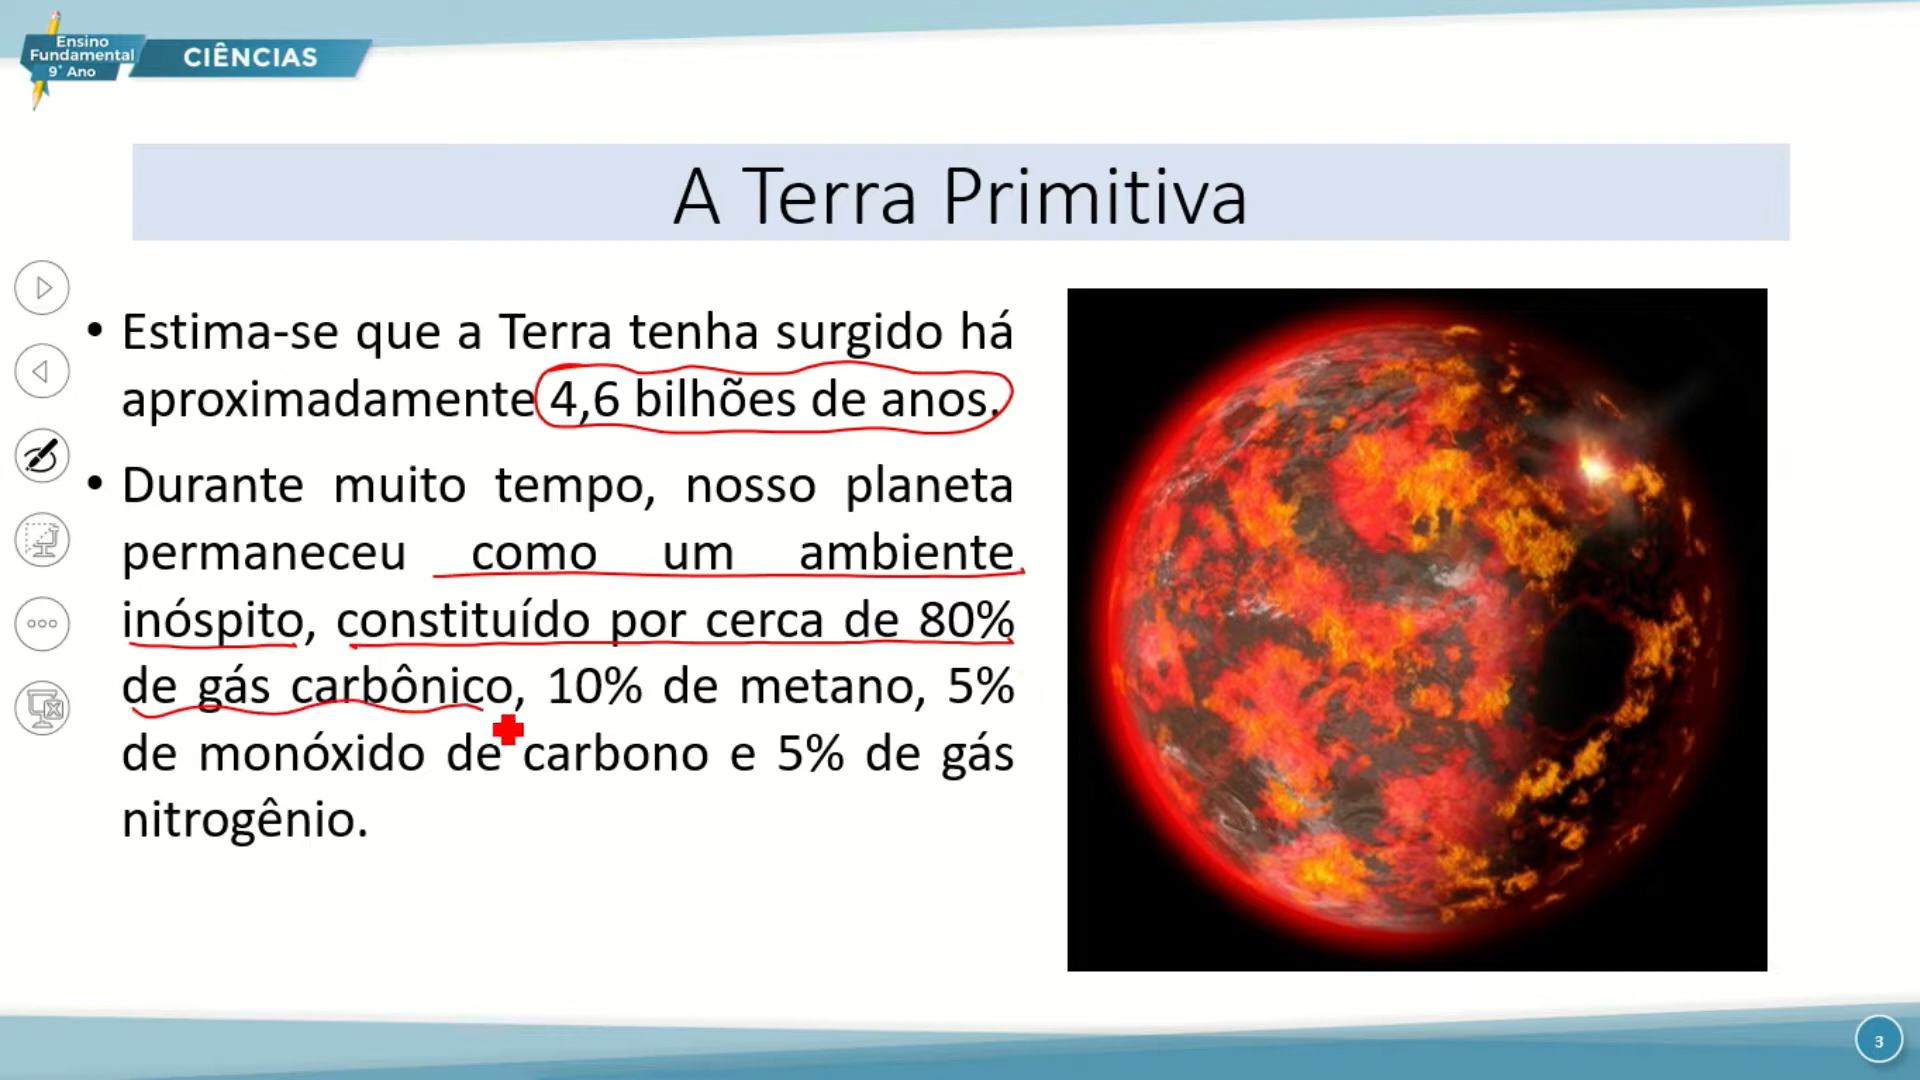 Ensino
Fundamental
9° Ano
CIÊNCIAS
A Terra Primitiva
• Estima-se que a Terra tenha surgido há
aproximadamente 4,6 bilhões de anos.
• Durante muito tempo, nosso planeta
permaneceu como um ambiente
inóspito, constituído por cerca de 80%
de gás carbônico, 10% de metano, 5%
de monóxido de carbono e 5% de gás
nitrogênio.
3